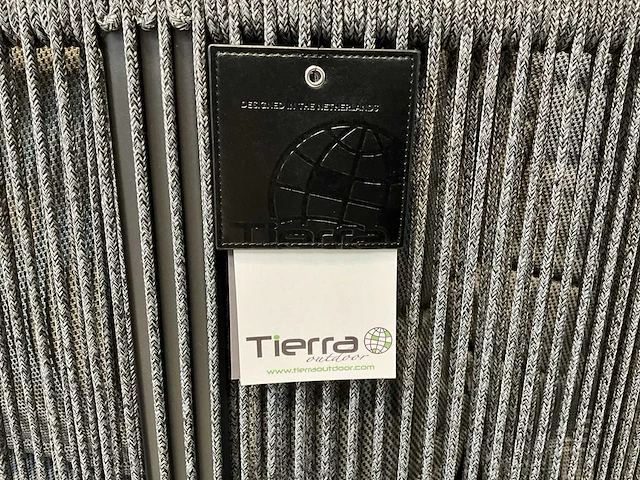 DESIGNED IN THE NETHERLANDS
Tierra
Tierra
outdoor
www.tierraoutdoor.com